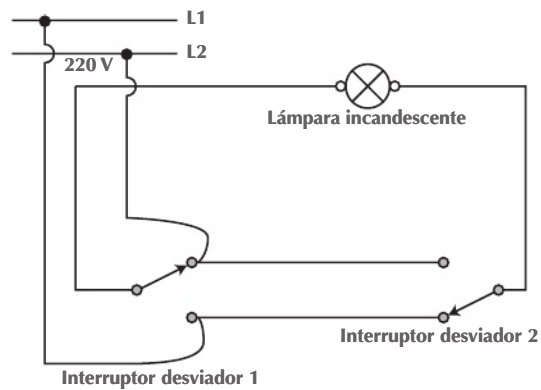 L1
L2
220 V
Lámpara incandescente
Interruptor desviador 2
Interruptor desviador 1